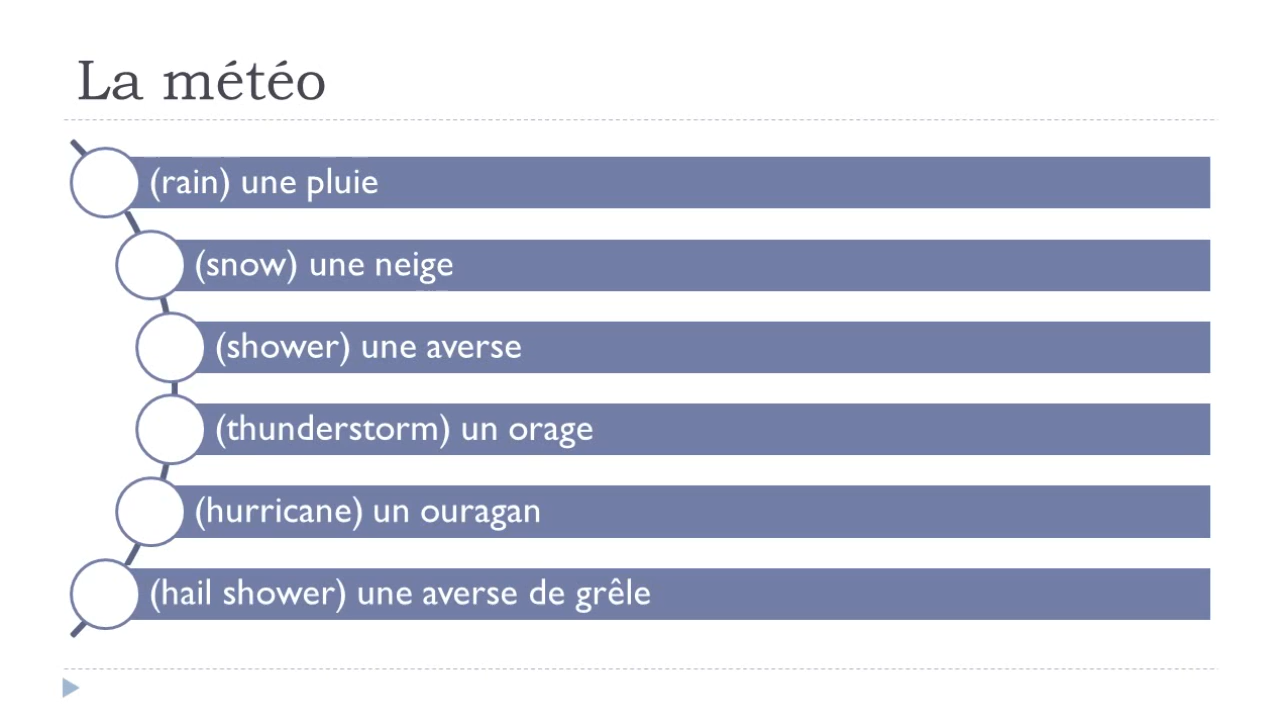 La météo
(rain) une pluie
(snow) une neige
(shower) une averse
(thunderstorm) un orage
(hurricane) un ouragan
(hail shower) une averse de grêle